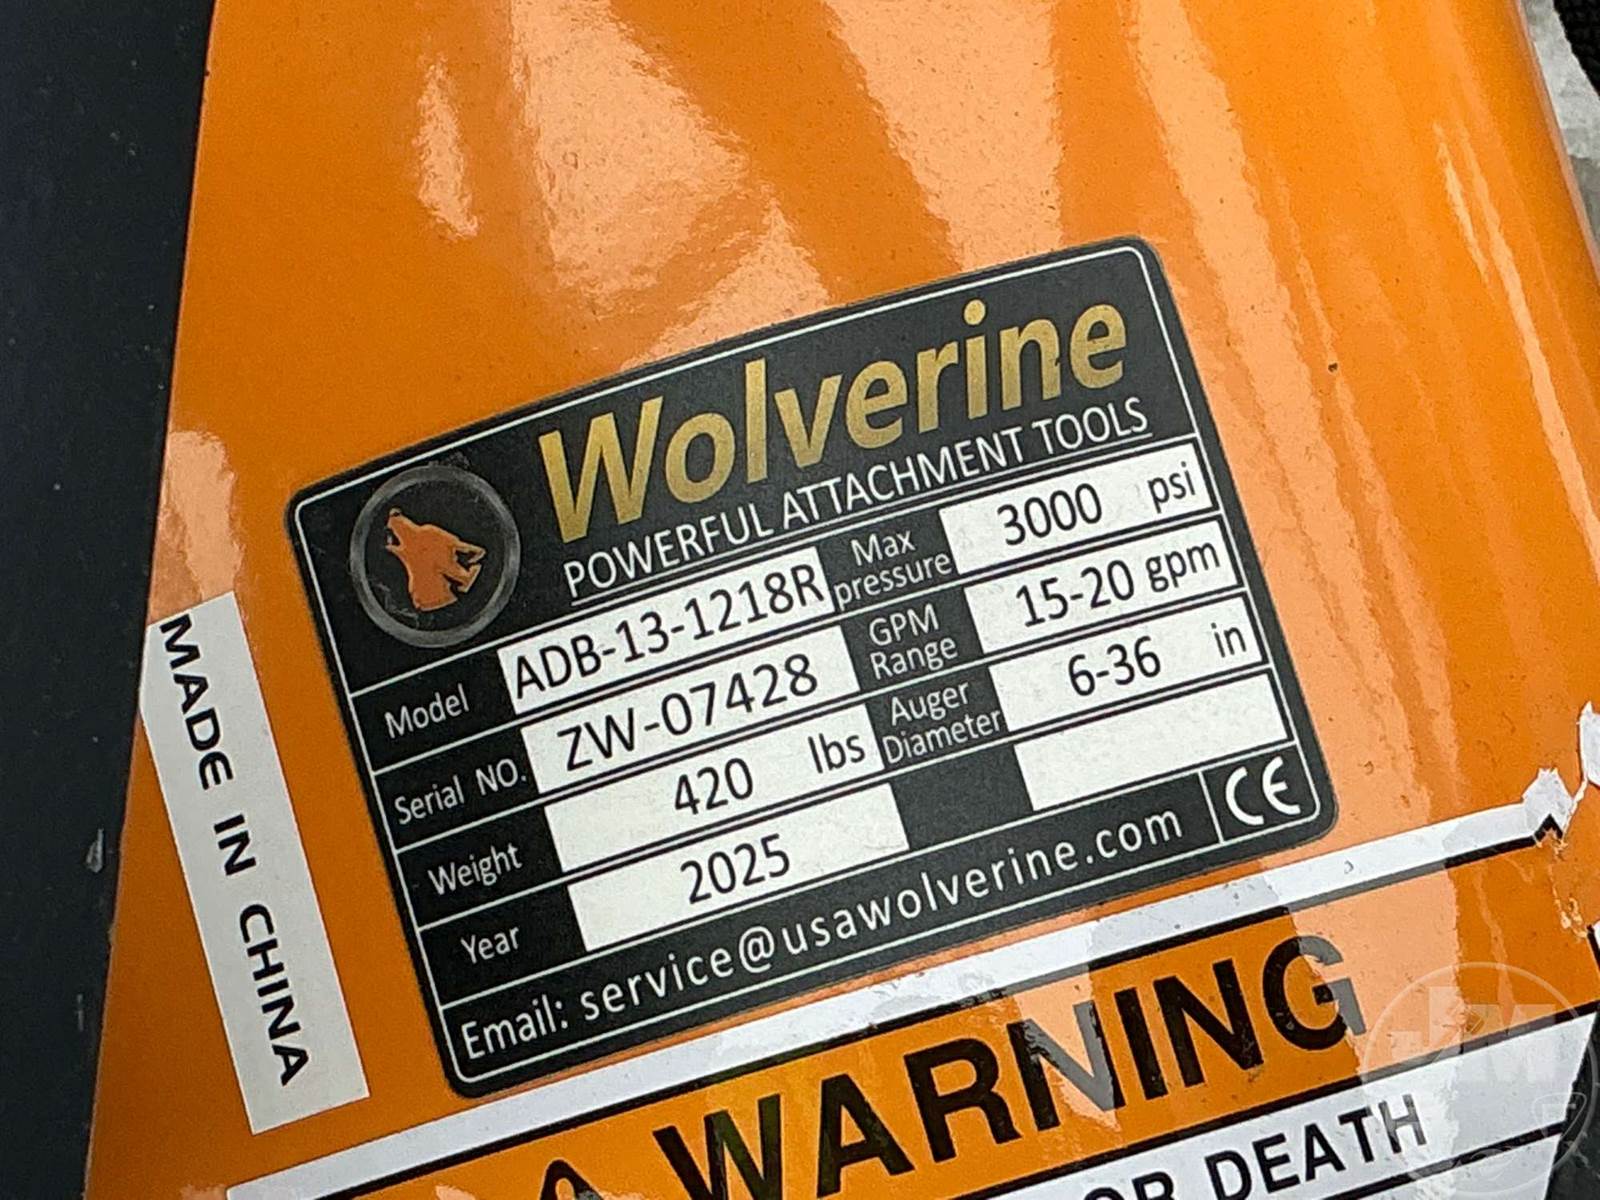 Wolverine
POWERFUL ATTACHMENT TOOLS
Model ADB-13-1218R Max pressure 3000 psi
Serial NO. ZW-07428 GPM Range 15-20 gpm
Weight 420 lbs Auger Diameter 6-36 in
Year 2025
Email: service@usawolverine.com CE
MADE IN CHINA
WARNING
OR DEATH
JM